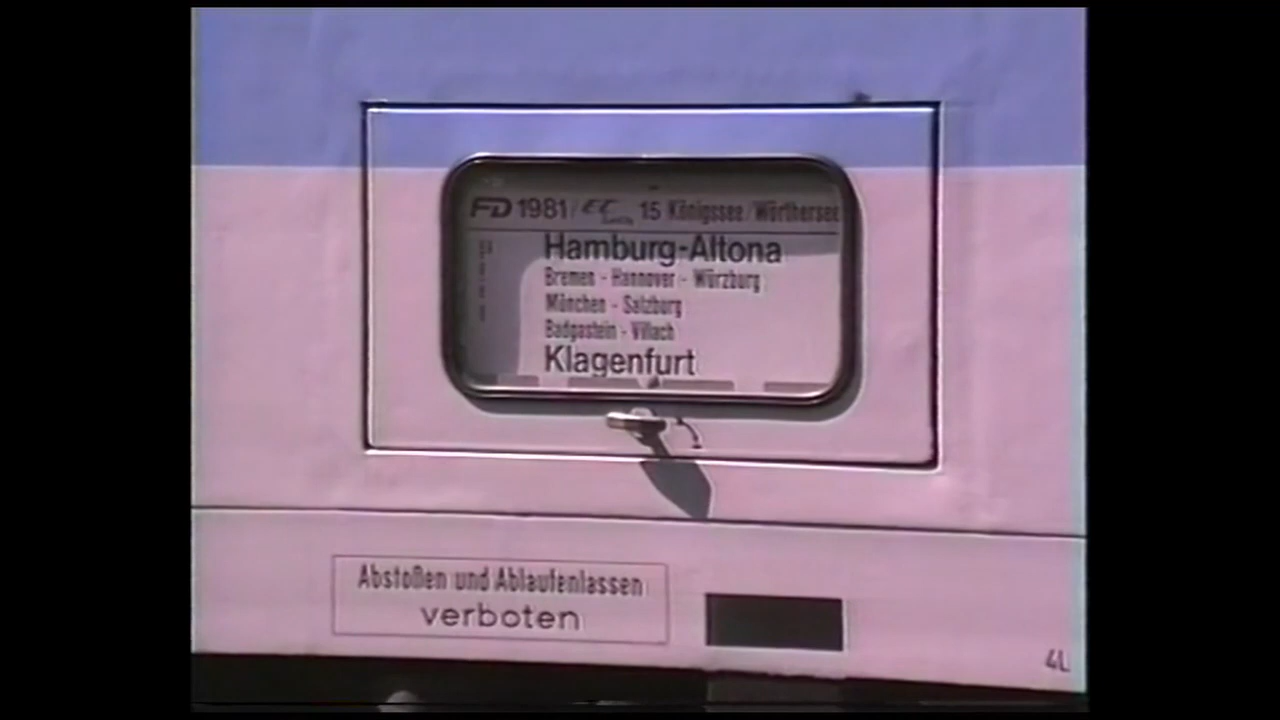 FD 1981 / EC 15 Königssee/Wörthersee
Hamburg-Altona
Bremen - Hannover - Würzburg
München - Salzburg
Badgastein - Villach
Klagenfurt
Abstoßen und Ablaufenlassen
verboten
4L